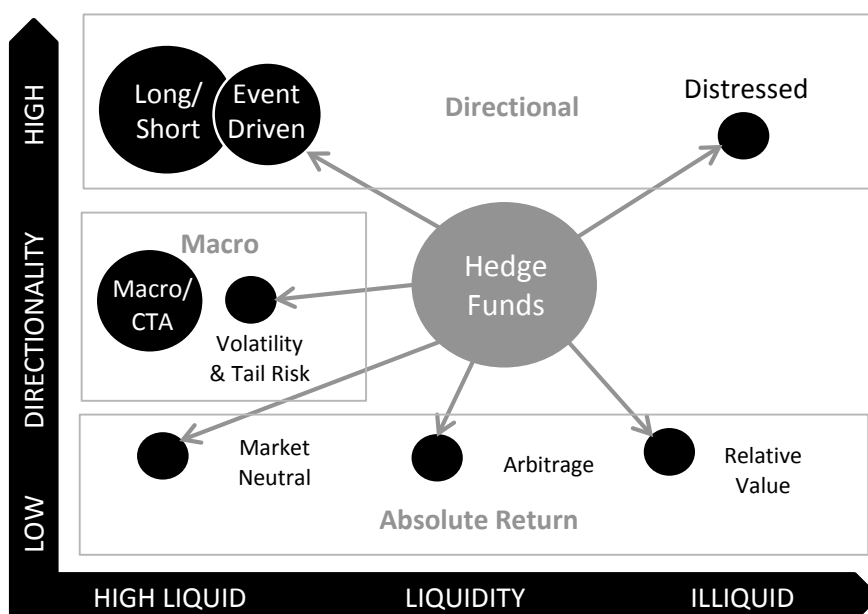 HIGH
DIRECTIONALITY
LOW
Long/
Short
Event
Driven
Directional
Distressed
Macro
Macro/
CTA
Volatility
& Tail Risk
Hedge
Funds
Market
Neutral
Arbitrage
Relative
Value
Absolute Return
HIGH LIQUID
LIQUIDITY
ILLIQUID